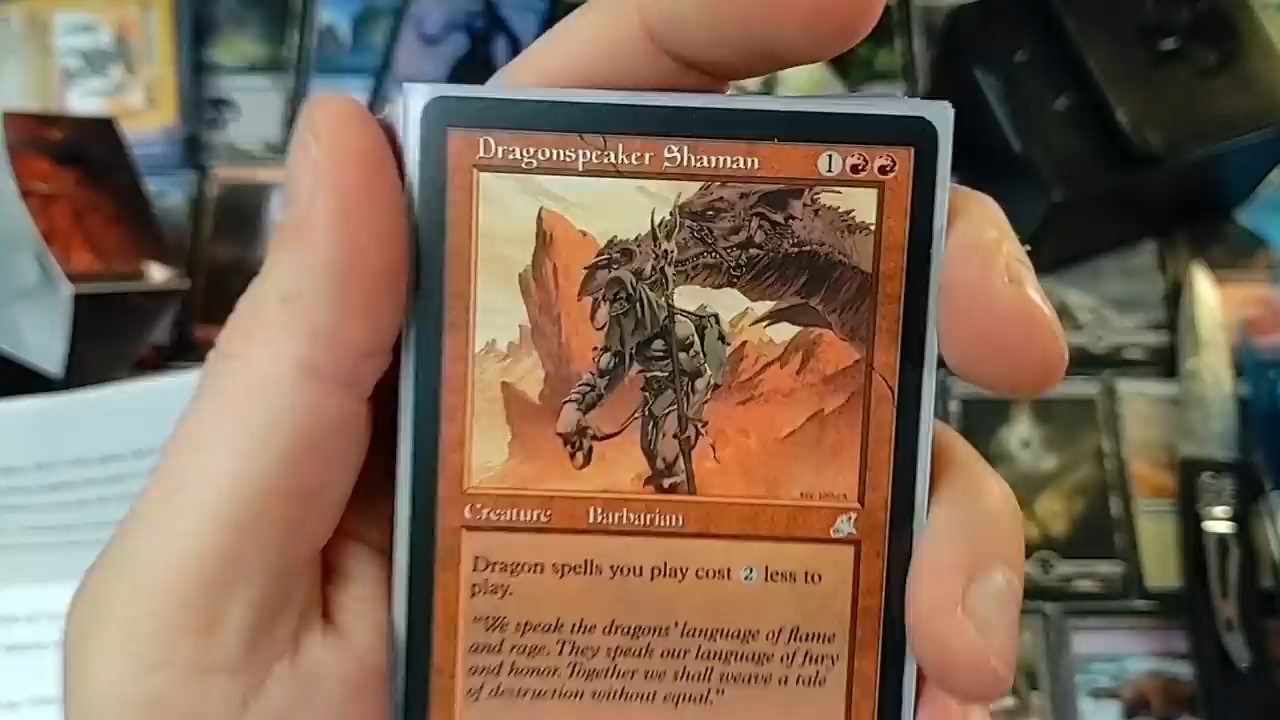 Dragonspeaker Shaman 1
Creature Barbarian
Dragon spells you play cost 2 less to
play.
"We speak the dragons' language of flame
and rage. They speak our language of fury
and honor. Together we shall weave a tale
of destruction without equal."